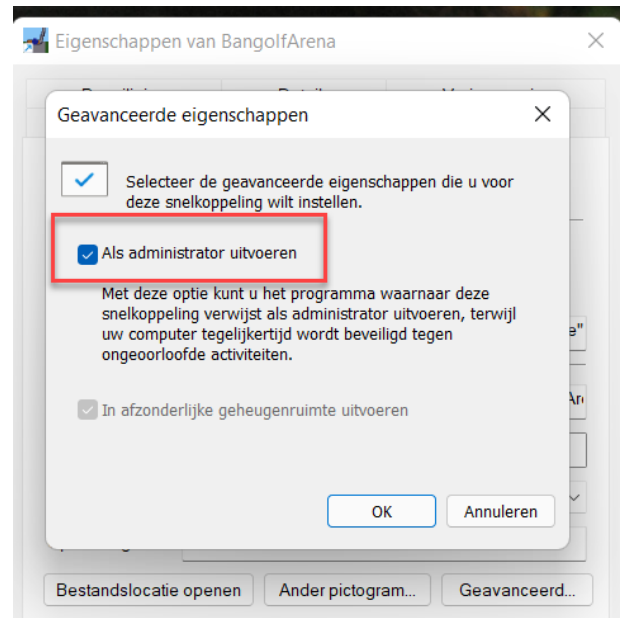 Eigenschappen van BangolfArena
Geavanceerde eigenschappen
Selecteer de geavanceerde eigenschappen die u voor
deze snelkoppeling wilt instellen.
Als administrator uitvoeren
Met deze optie kunt u het programma waarnaar deze
snelkoppeling verwijst als administrator uitvoeren, terwijl
uw computer tegelijkertijd wordt beveiligd tegen
ongeoorloofde activiteiten.
e"
In afzonderlijke geheugenruimte uitvoeren
OK
Annuleren
Bestandslocatie openen
Ander pictogram...
Geavanceerd...